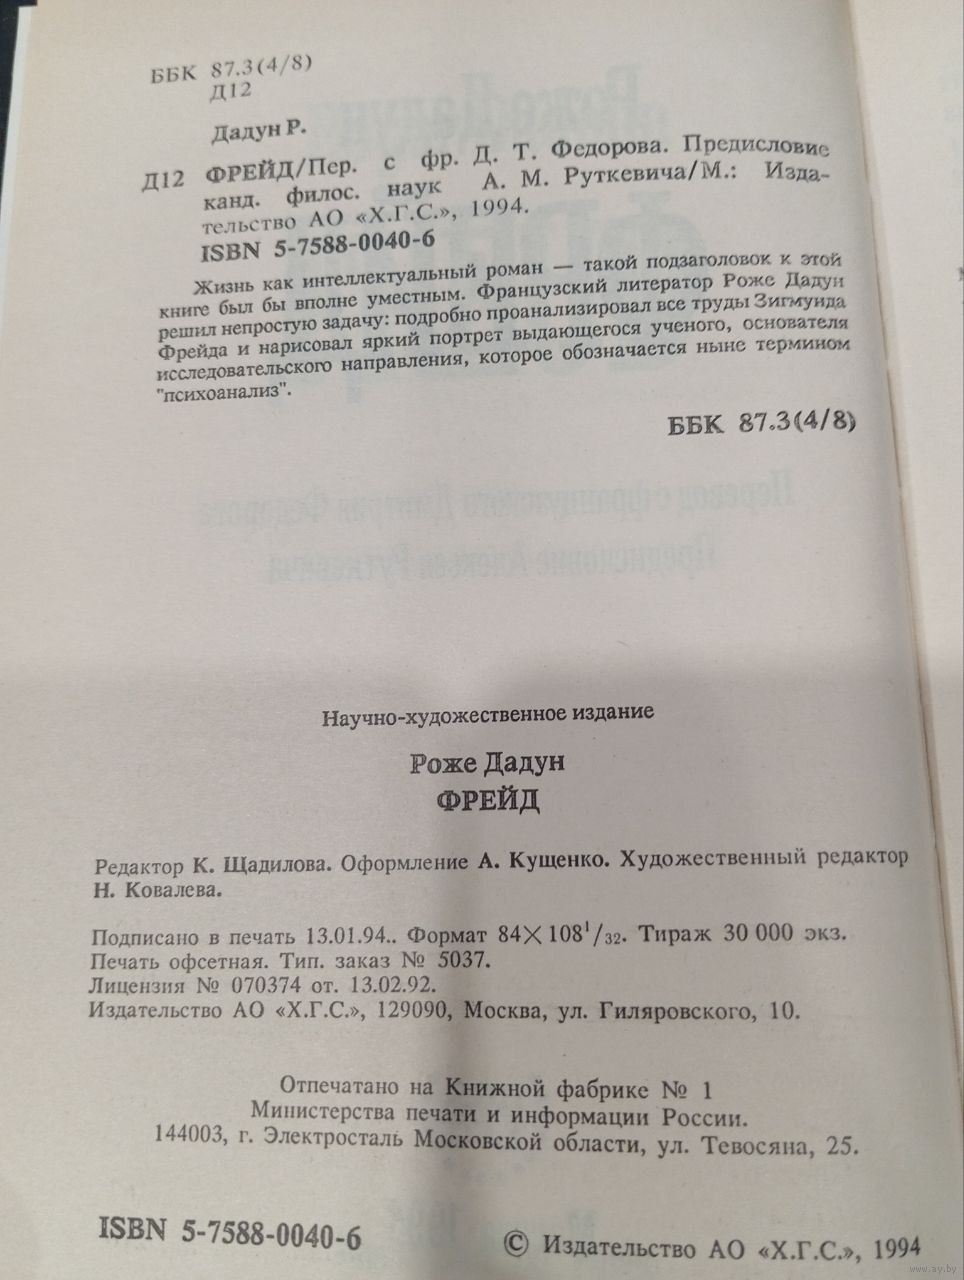 ББК 87.3(4/8)
Д12
Дадун Р.
Д12 ФРЕЙД/Пер. с фр. Д. Т. Федорова. Предисловие
канд. филос. наук А. М. Руткевича/М.: Изда-
тельство АО «Х.Г.С.», 1994.
ISBN 5-7588-0040-6
Жизнь как интеллектуальный роман — такой подзаголовок к этой
книге был бы вполне уместным. Французский литератор Роже Дадун
решил непростую задачу: подробно проанализировал все труды Зигмунда
Фрейда и нарисовал яркий портрет выдающегося ученого, основателя
исследовательского направления, которое обозначается ныне термином
"психоанализ".
ББК 87.3(4/8)
Научно-художественное издание
Роже Дадун
ФРЕЙД
Редактор К. Щадилова. Оформление А. Кущенко. Художественный редактор
Н. Ковалева.
Подписано в печать 13.01.94.. Формат 84×108¹/₃₂. Тираж 30 000 экз.
Печать офсетная. Тип. заказ № 5037.
Лицензия № 070374 от. 13.02.92.
Издательство АО «Х.Г.С.», 129090, Москва, ул. Гиляровского, 10.
Отпечатано на Книжной фабрике № 1
Министерства печати и информации России.
144003, г. Электросталь Московской области, ул. Тевосяна, 25.
ISBN 5-7588-0040-6
© Издательство АО «Х.Г.С.», 1994
www.ay.by